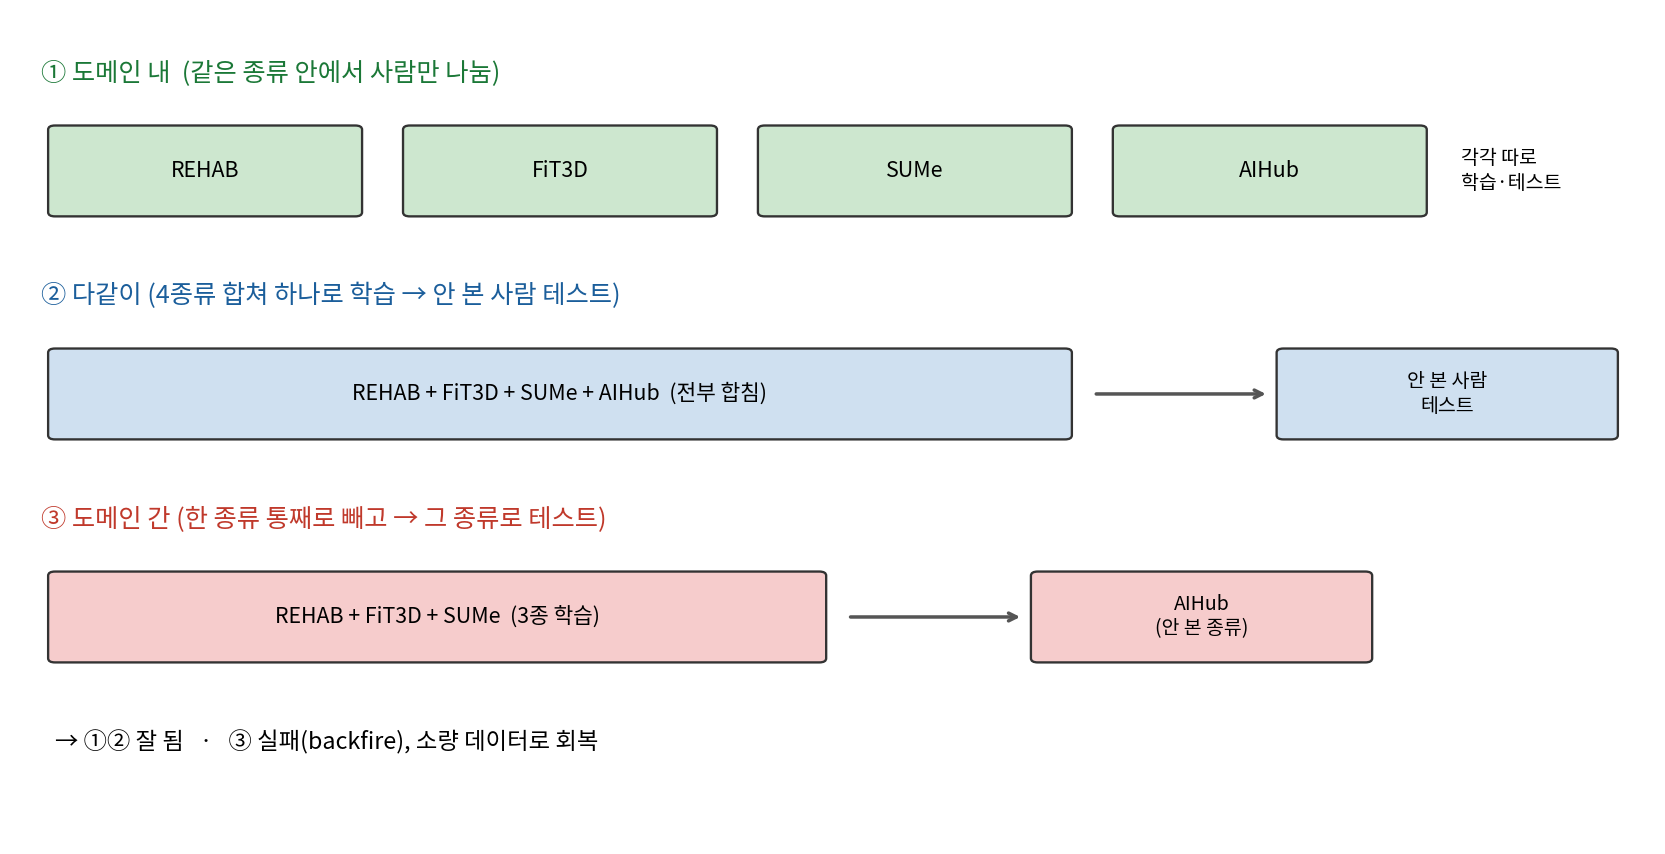 ① 도메인 내 (같은 종류 안에서 사람만 나눔)
REHAB
FiT3D
SUMe
AIHub
각각 따로
학습·테스트
② 다같이 (4종류 합쳐 하나로 학습 → 안 본 사람 테스트)
REHAB + FiT3D + SUMe + AIHub (전부 합침)
안 본 사람
테스트
③ 도메인 간 (한 종류 통째로 빼고 → 그 종류로 테스트)
REHAB + FiT3D + SUMe (3종 학습)
AIHub
(안 본 종류)
→ ①② 잘 됨 · ③ 실패(backfire), 소량 데이터로 회복